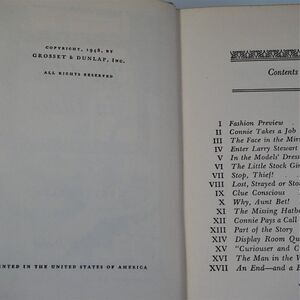 COPYRIGHT, 1948, BY
GROSSET & DUNLAP, INC.
ALL RIGHTS RESERVED
PRINTED IN THE UNITED STATES OF AMERICA
Contents
I Fashion Preview
II Connie Takes a Job
III The Face in the Mirr
IV Enter Larry Stewart
V In the Models' Dress
VI The Little Stock Gir
VII Stop, Thief!
VIII Lost, Strayed or Sto
IX Clue Conscious
X Why, Aunt Bet!
XI The Missing Hatbo
XII Connie Pays a Call
XIII Part of the Story
XIV Display Room Qu
XV "Curiouser and C
XVI The Man in the W
XVII An End—and a B